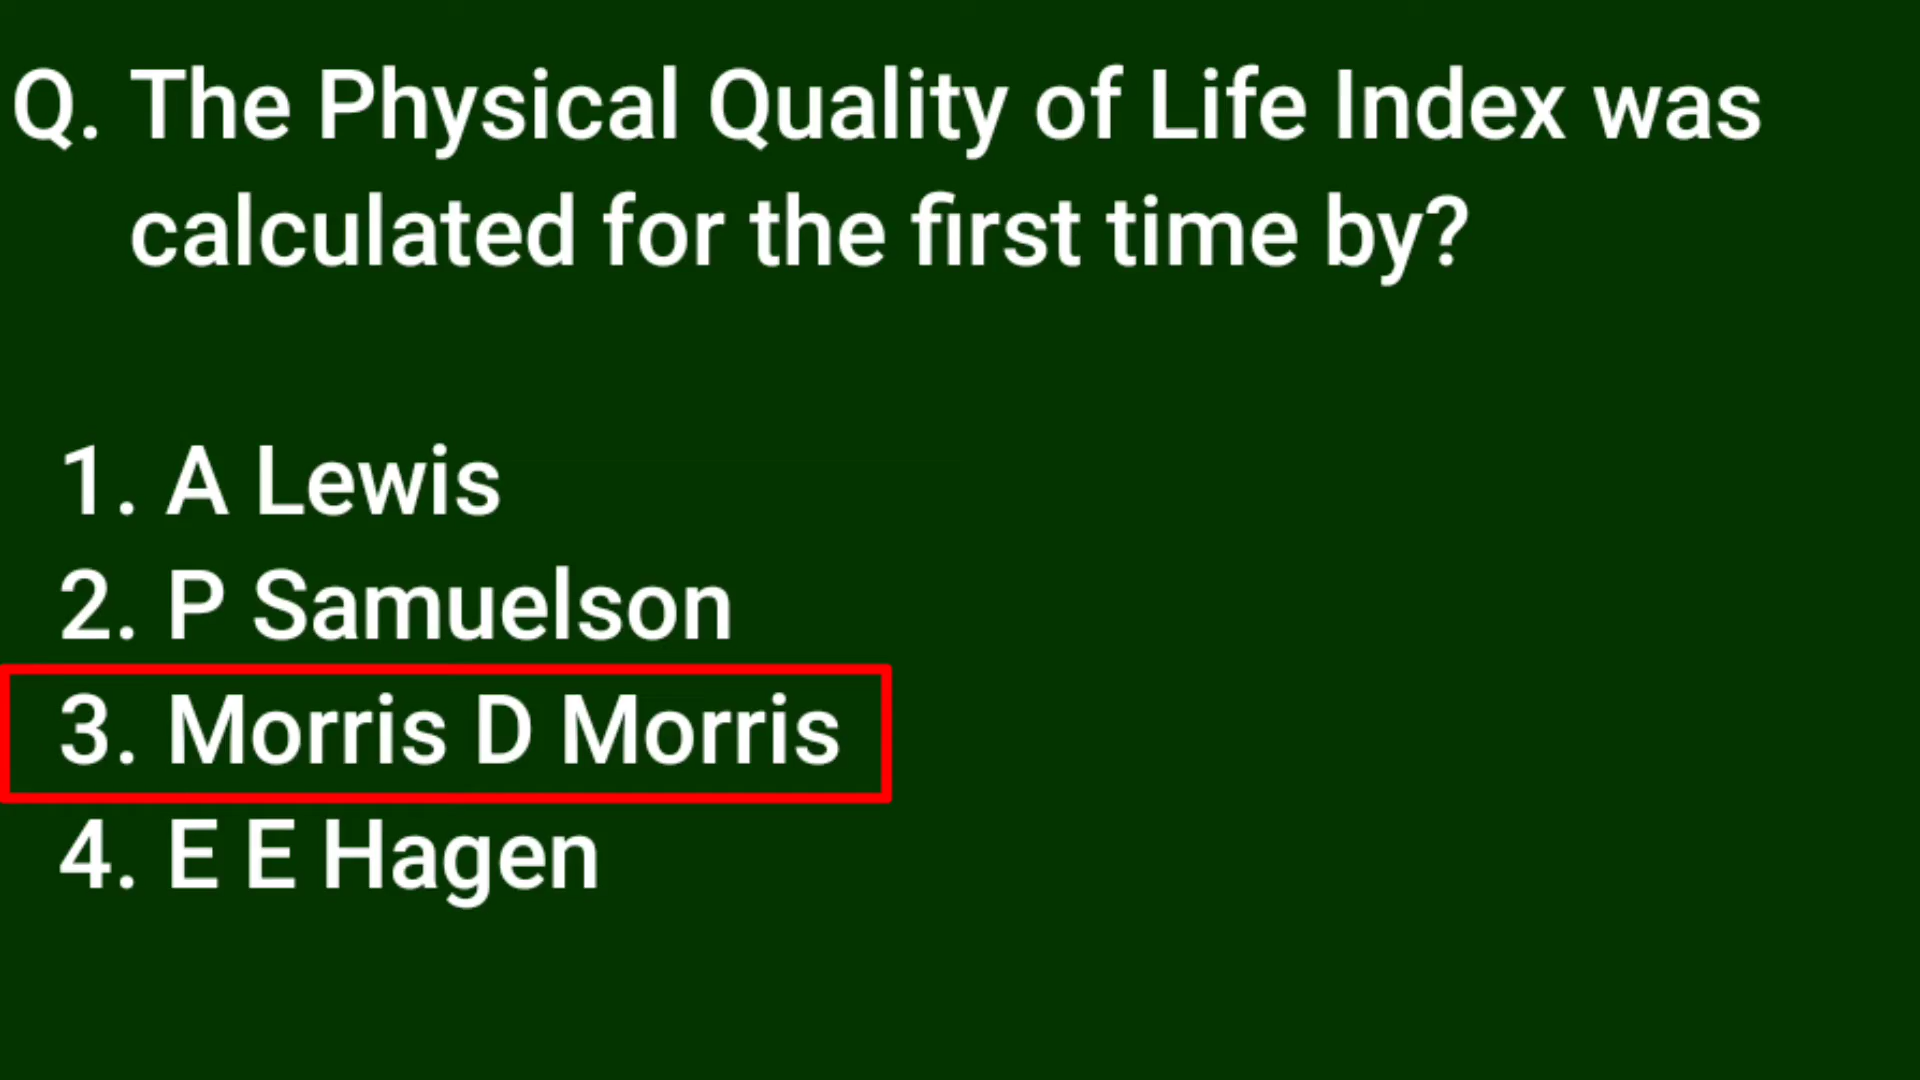 Q. The Physical Quality of Life Index was
calculated for the first time by?
1. A Lewis
2. P Samuelson
3. Morris D Morris
4. E E Hagen